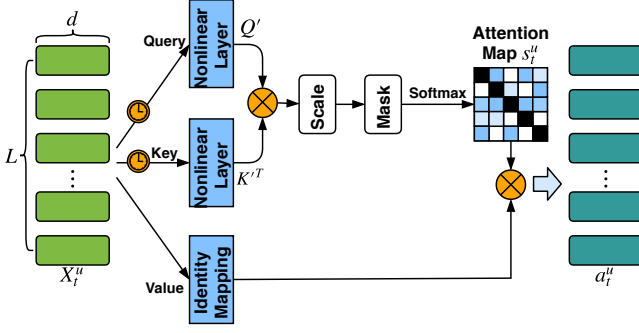 d
L
X_t^u
Query
Key
Value
Nonlinear
Layer
Q'
Nonlinear
Layer
K'^T
Identity
Mapping
Scale
Mask
Softmax
Attention
Map s_t^u
a_t^u